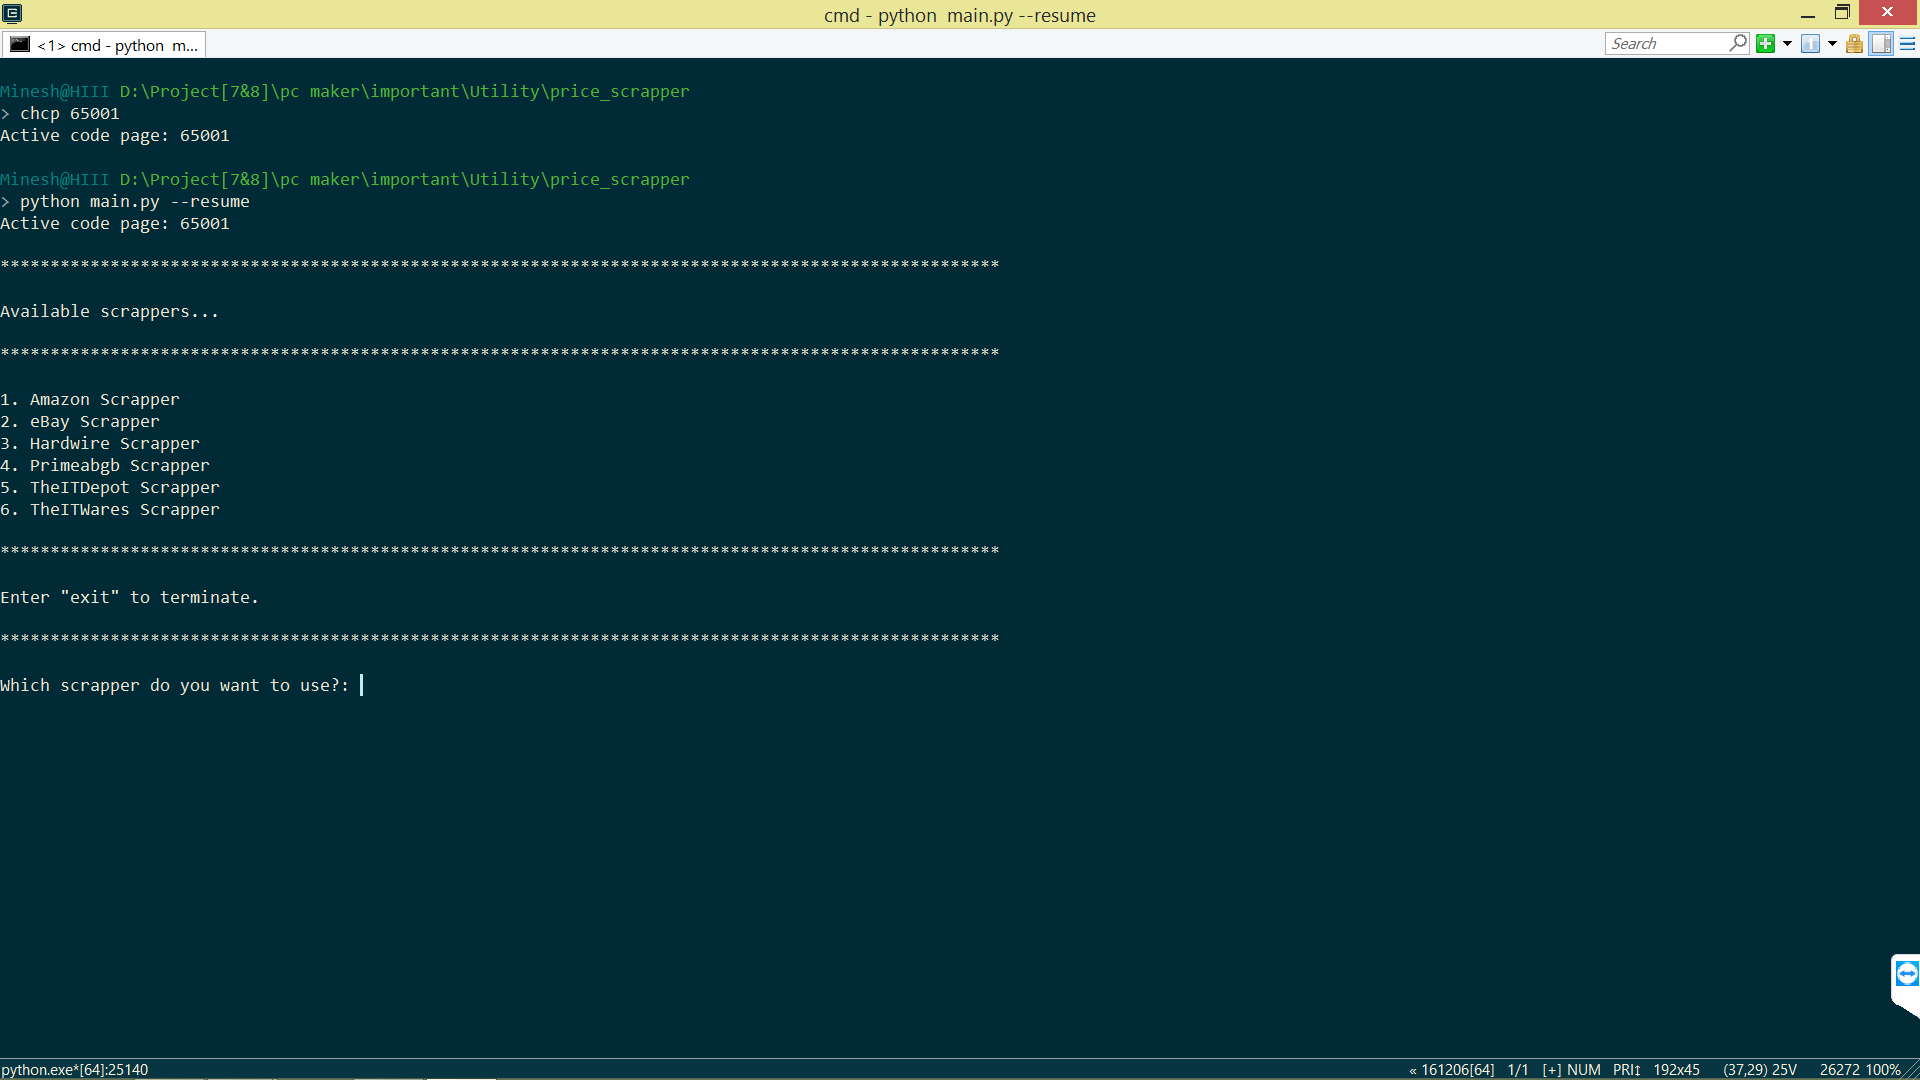 cmd - python  main.py --resume
<1> cmd - python  m...
Search
Minesh@HIII D:\Project[7&8]\pc maker\important\Utility\price_scrapper
> chcp 65001
Active code page: 65001
Minesh@HIII D:\Project[7&8]\pc maker\important\Utility\price_scrapper
> python main.py --resume
Active code page: 65001
****************************************************************************************************
Available scrappers...
****************************************************************************************************
1. Amazon Scrapper
2. eBay Scrapper
3. Hardwire Scrapper
4. Primeabgb Scrapper
5. TheITDepot Scrapper
6. TheITWares Scrapper
****************************************************************************************************
Enter "exit" to terminate.
****************************************************************************************************
Which scrapper do you want to use?:
python.exe*[64]:25140 « 161206[64] 1/1 [+] NUM PRI↕ 192x45 (37,29) 25V 26272 100%